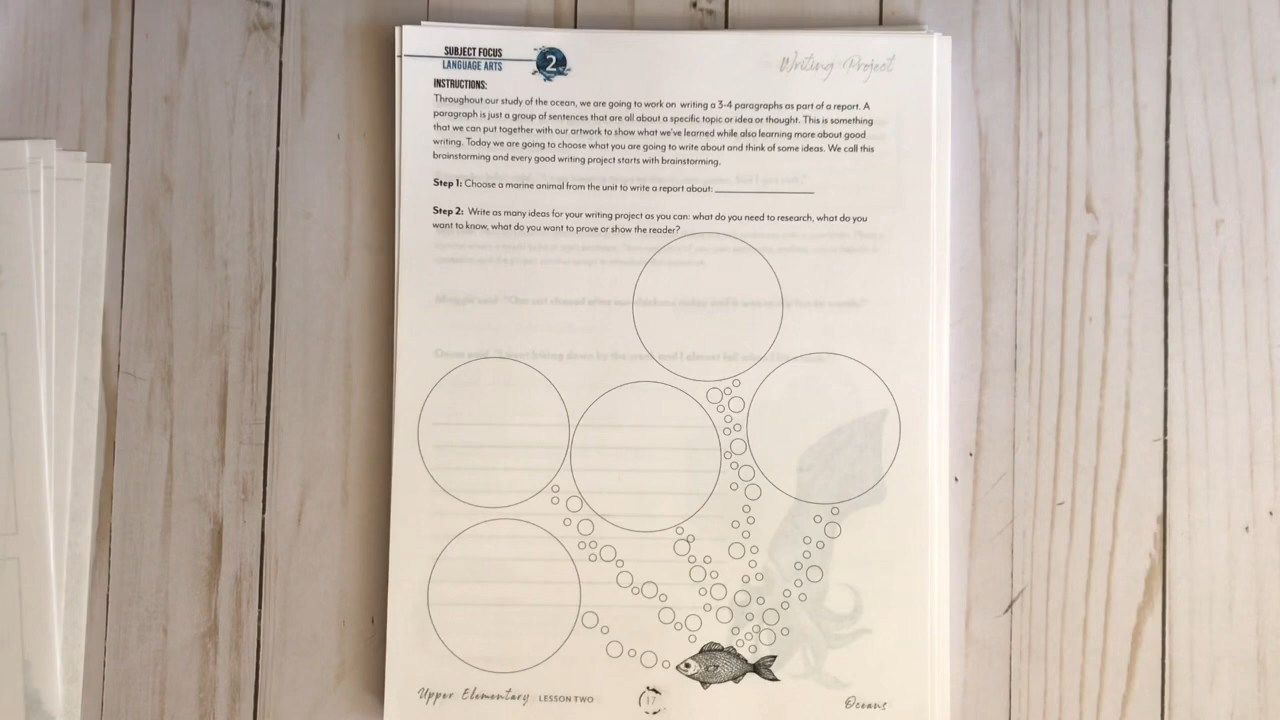 SUBJECT FOCUS
LANGUAGE ARTS
2
Writing Project
INSTRUCTIONS:
Throughout our study of the ocean, we are going to work on writing a 3-4 paragraphs as part of a report. A
paragraph is just a group of sentences that are all about a specific topic or idea or thought. This is something
that we can put together with our artwork to show what we've learned while also learning more about good
writing. Today we are going to choose what you are going to write about and think of some ideas. We call this
brainstorming and every good writing project starts with brainstorming.
Step 1: Choose a marine animal from the unit to write a report about:
Step 2: Write as many ideas for your writing project as you can: what do you need to research, what do you
want to know, what do you want to prove or show the reader?
Upper Elementary LESSON TWO
17
Oceans